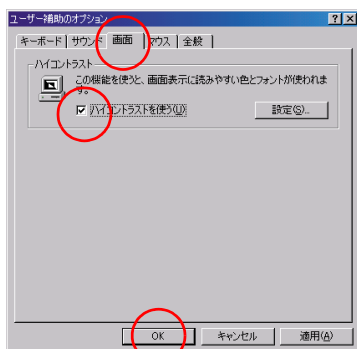 ユーザー補助のオプション
キーボード サウンド 画面 マウス 全般
ハイコントラスト
この機能を使うと、画面表示に読みやすい色とフォントが使われま
す。
ハイコントラストを使う(U)
設定(S)...
OK キャンセル 適用(A)